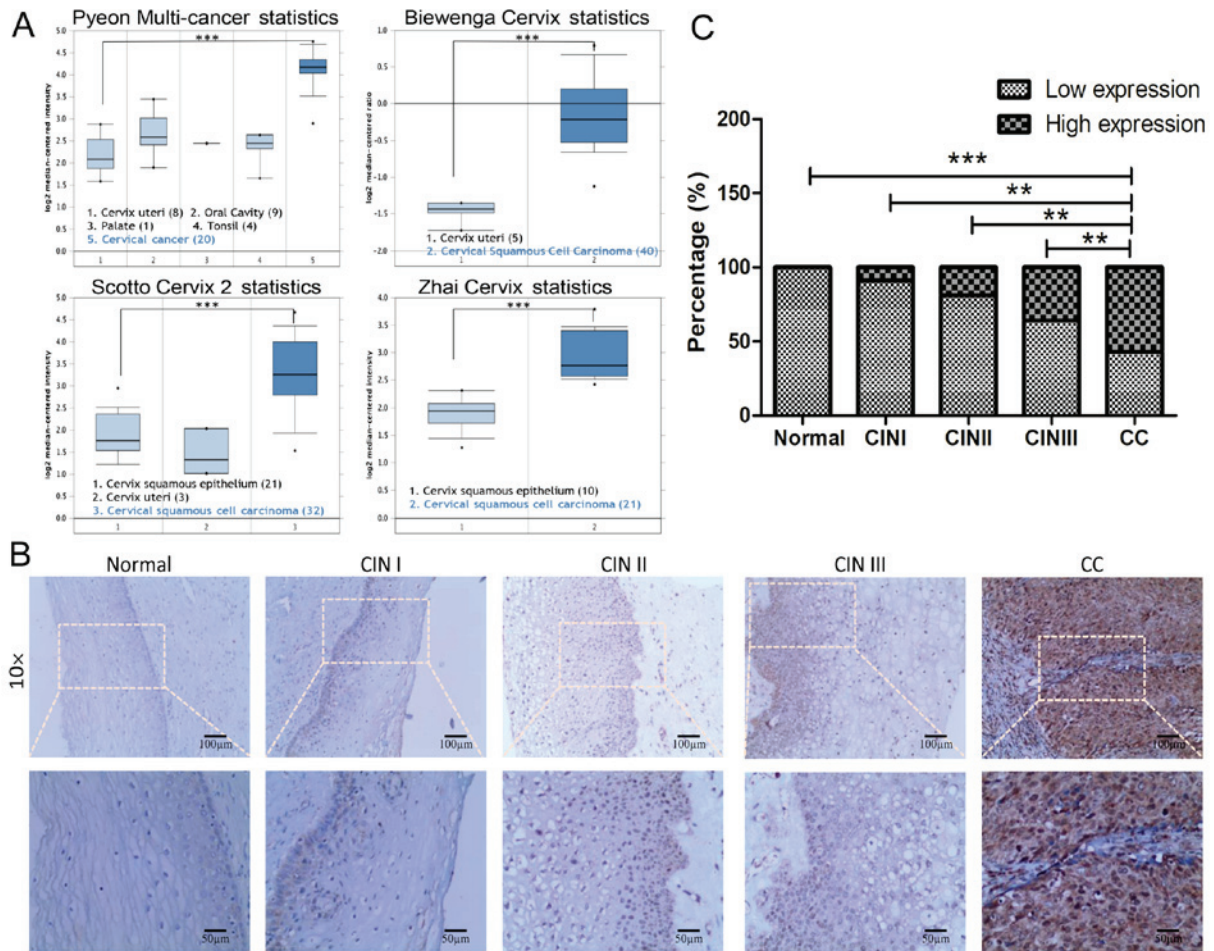 A
Pyeon Multi-cancer statistics
***
log2 median-centered intensity
5.0
4.5
4.0
3.5
3.0
2.5
2.0
1.5
1.0
0.5
0.0
1. Cervix uteri (8) 2. Oral Cavity (9)
3. Palate (1) 4. Tonsil (4)
5. Cervical cancer (20)
1 2 3 4 5
Biewenga Cervix statistics
***
log2 median-centered ratio
1.0
0.5
0.0
-0.5
-1.0
-1.5
-2.0
1. Cervix uteri (5)
2. Cervical Squamous Cell Carcinoma (40)
1 2
Scotto Cervix 2 statistics
***
log2 median-centered intensity
5.0
4.5
4.0
3.5
3.0
2.5
2.0
1.5
1.0
0.5
0.0
1. Cervix squamous epithelium (21)
2. Cervix uteri (3)
3. Cervical squamous cell carcinoma (32)
1 2 3
Zhai Cervix statistics
***
log2 median-centered intensity
4.0
3.5
3.0
2.5
2.0
1.5
1.0
0.5
0.0
1. Cervix squamous epithelium (10)
2. Cervical squamous cell carcinoma (21)
1 2
C
Low expression
High expression
Percentage (%)
200
150
100
50
0
***
**
**
**
Normal CINI CINII CINIII CC
B
Normal CIN I CIN II CIN III CC
10×
100μm 100μm 100μm 100μm 100μm
50μm 50μm 50μm 50μm 50μm